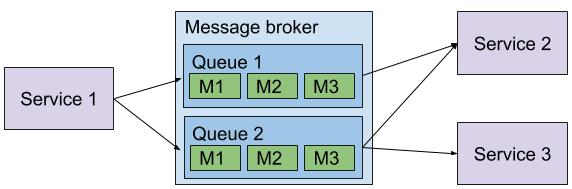 Message broker
Queue 1
M1 M2 M3
Service 1
Queue 2
M1 M2 M3
Service 2
Service 3